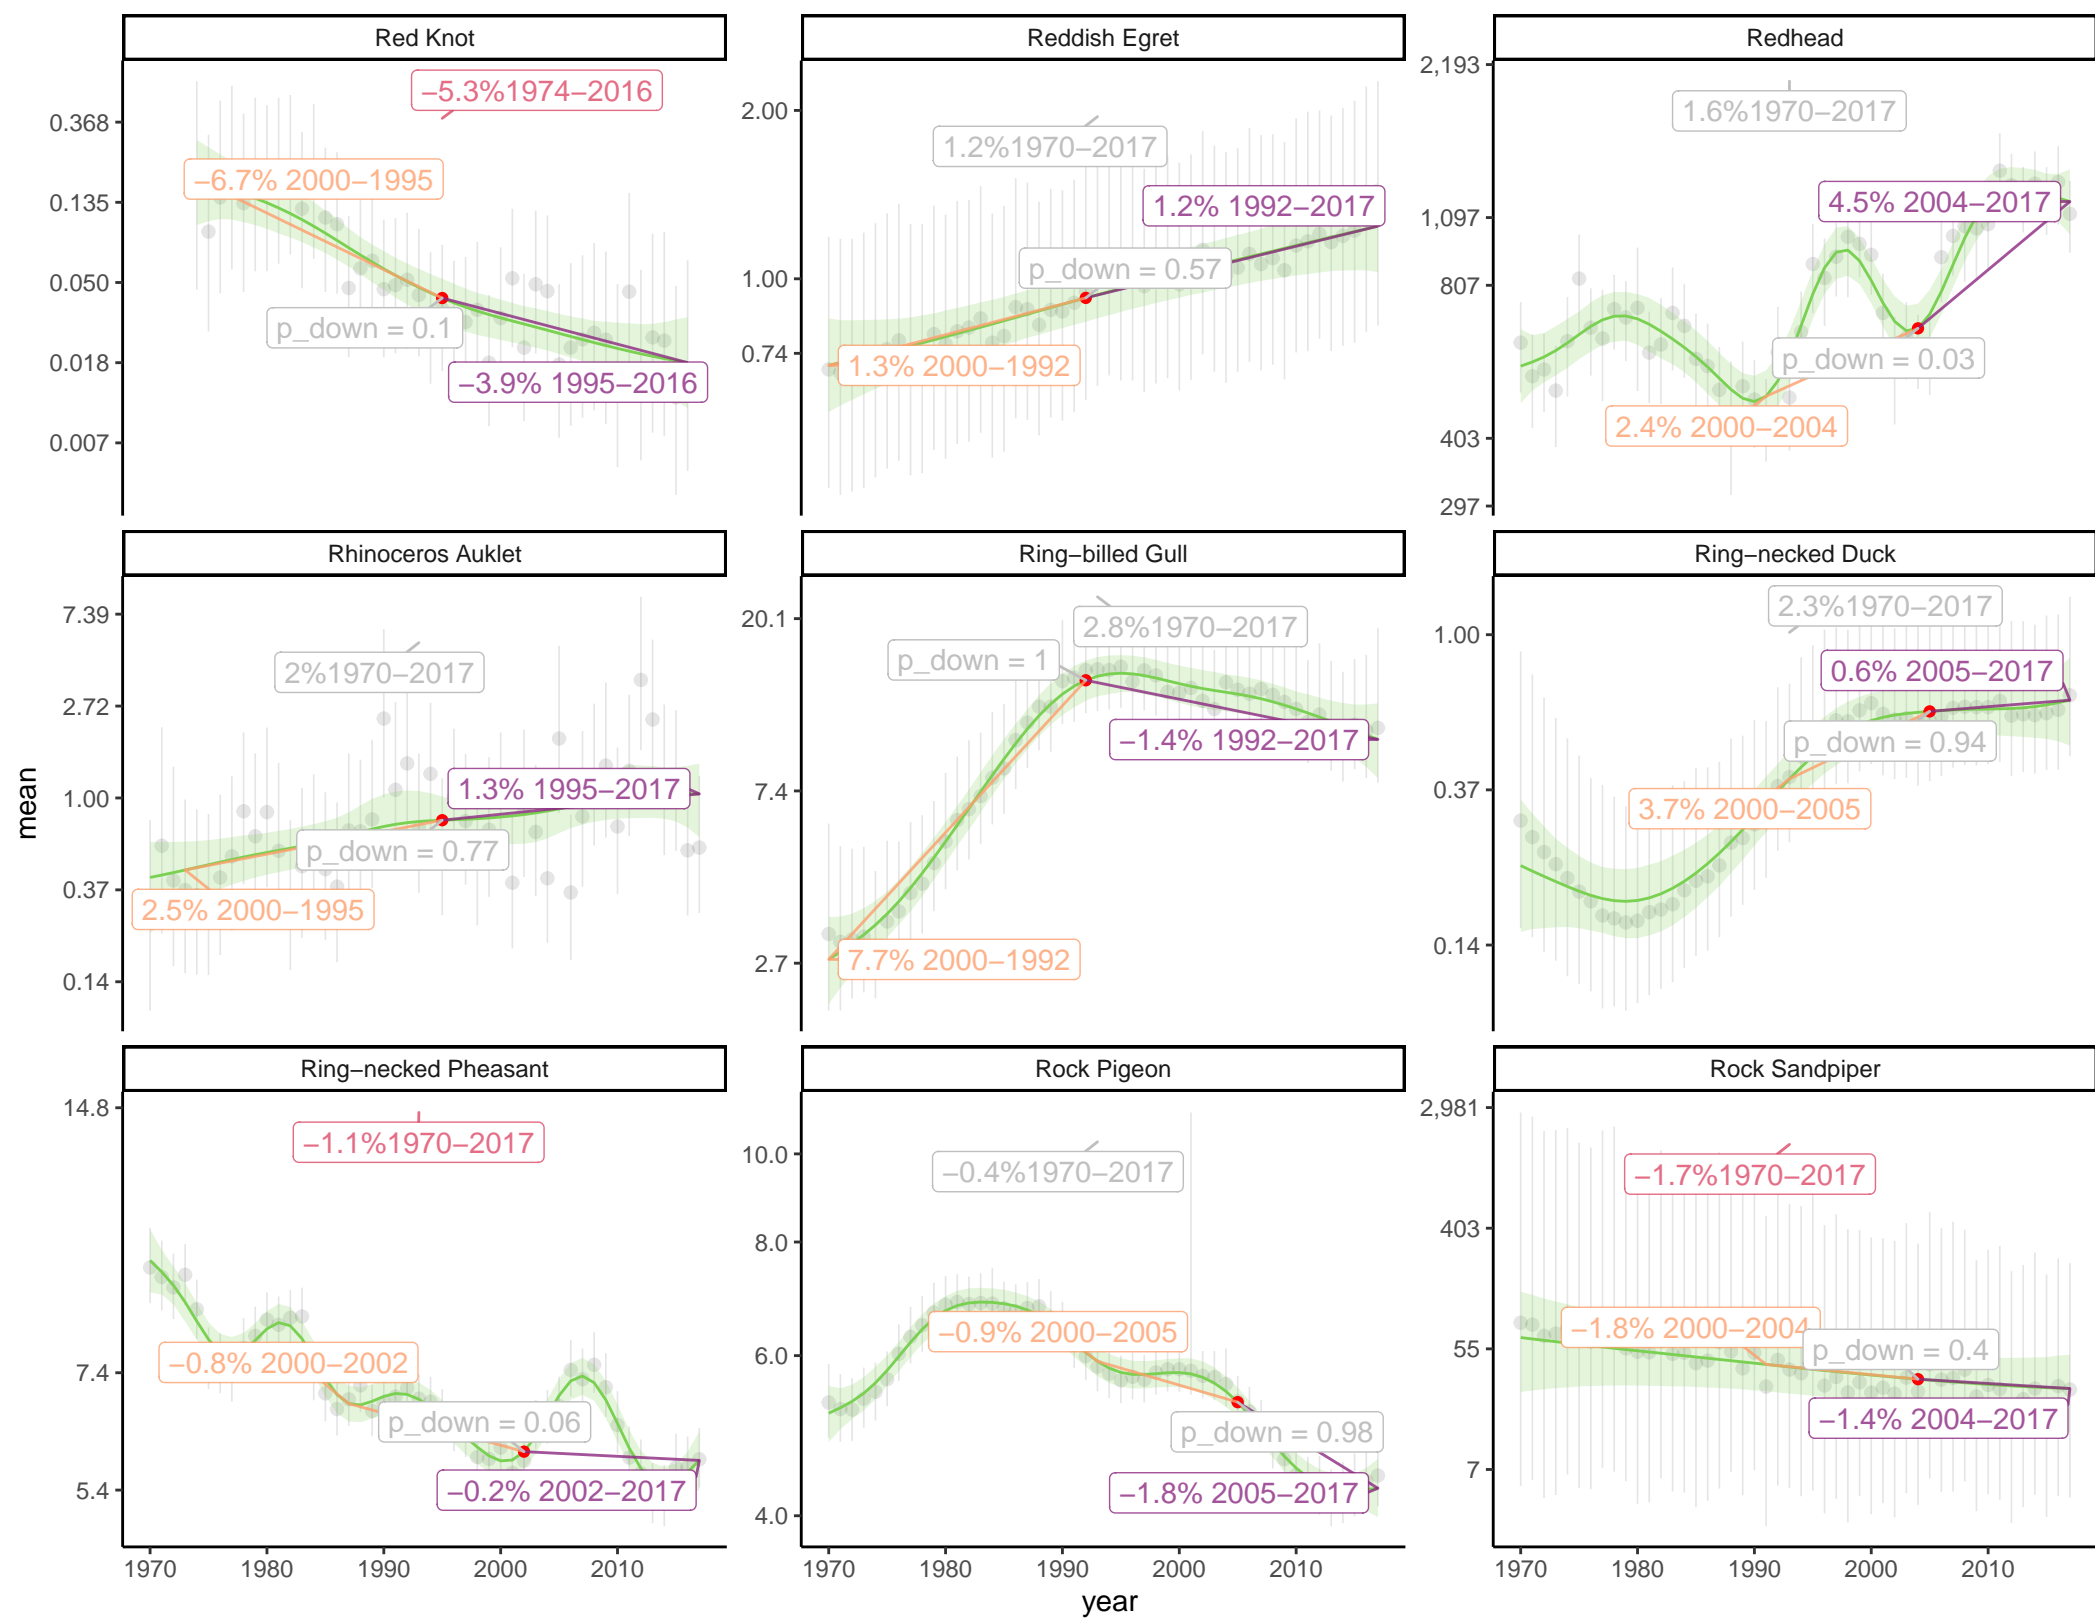 Red Knot
Reddish Egret
Redhead
−5.3%1974−2016
−6.7% 2000−1995
p_down = 0.1
−3.9% 1995−2016
0.368
0.135
0.050
0.018
0.007
1.2%1970−2017
1.2% 1992−2017
p_down = 0.57
1.3% 2000−1992
2.00
1.00
0.74
1.6%1970−2017
4.5% 2004−2017
p_down = 0.03
2.4% 2000−2004
2,193
1,097
807
403
297
Rhinoceros Auklet
Ring−billed Gull
Ring−necked Duck
2%1970−2017
1.3% 1995−2017
p_down = 0.77
2.5% 2000−1995
7.39
2.72
1.00
0.37
0.14
2.8%1970−2017
p_down = 1
−1.4% 1992−2017
7.7% 2000−1992
20.1
7.4
2.7
2.3%1970−2017
0.6% 2005−2017
p_down = 0.94
3.7% 2000−2005
1.00
0.37
0.14
mean
Ring−necked Pheasant
Rock Pigeon
Rock Sandpiper
−1.1%1970−2017
−0.8% 2000−2002
p_down = 0.06
−0.2% 2002−2017
14.8
7.4
5.4
−0.4%1970−2017
−0.9% 2000−2005
p_down = 0.98
−1.8% 2005−2017
10.0
8.0
6.0
4.0
−1.7%1970−2017
−1.8% 2000−2004
p_down = 0.4
−1.4% 2004−2017
2,981
403
55
7
1970 1980 1990 2000 2010
1970 1980 1990 2000 2010
1970 1980 1990 2000 2010
year